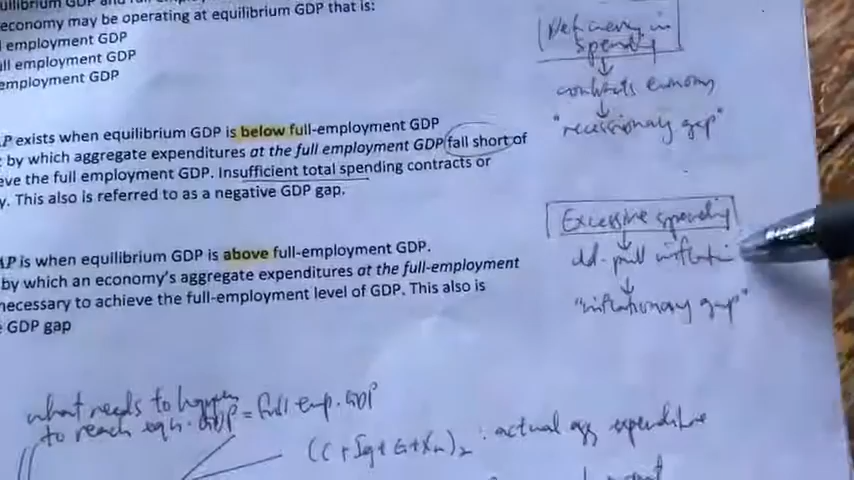 economy may be operating at equilibrium GDP that is:
employment GDP
full employment GDP
employment GDP
Deficiency in
spending
contracts economy
"recessionary gap"
AP exists when equilibrium GDP is below full-employment GDP
by which aggregate expenditures at the full employment GDP fall short of
the full employment GDP. Insufficient total spending contracts or
This also is referred to as a negative GDP gap.
Excessive spending
dd-pull inflation
"inflationary gap"
AP is when equilibrium GDP is above full-employment GDP.
by which an economy's aggregate expenditures at the full-employment
necessary to achieve the full-employment level of GDP. This also is
GDP gap
what needs to happen
to reach eqn. GDP = full emp. GDP
(C+Ig+G+Xn)2 : actual agg expenditure